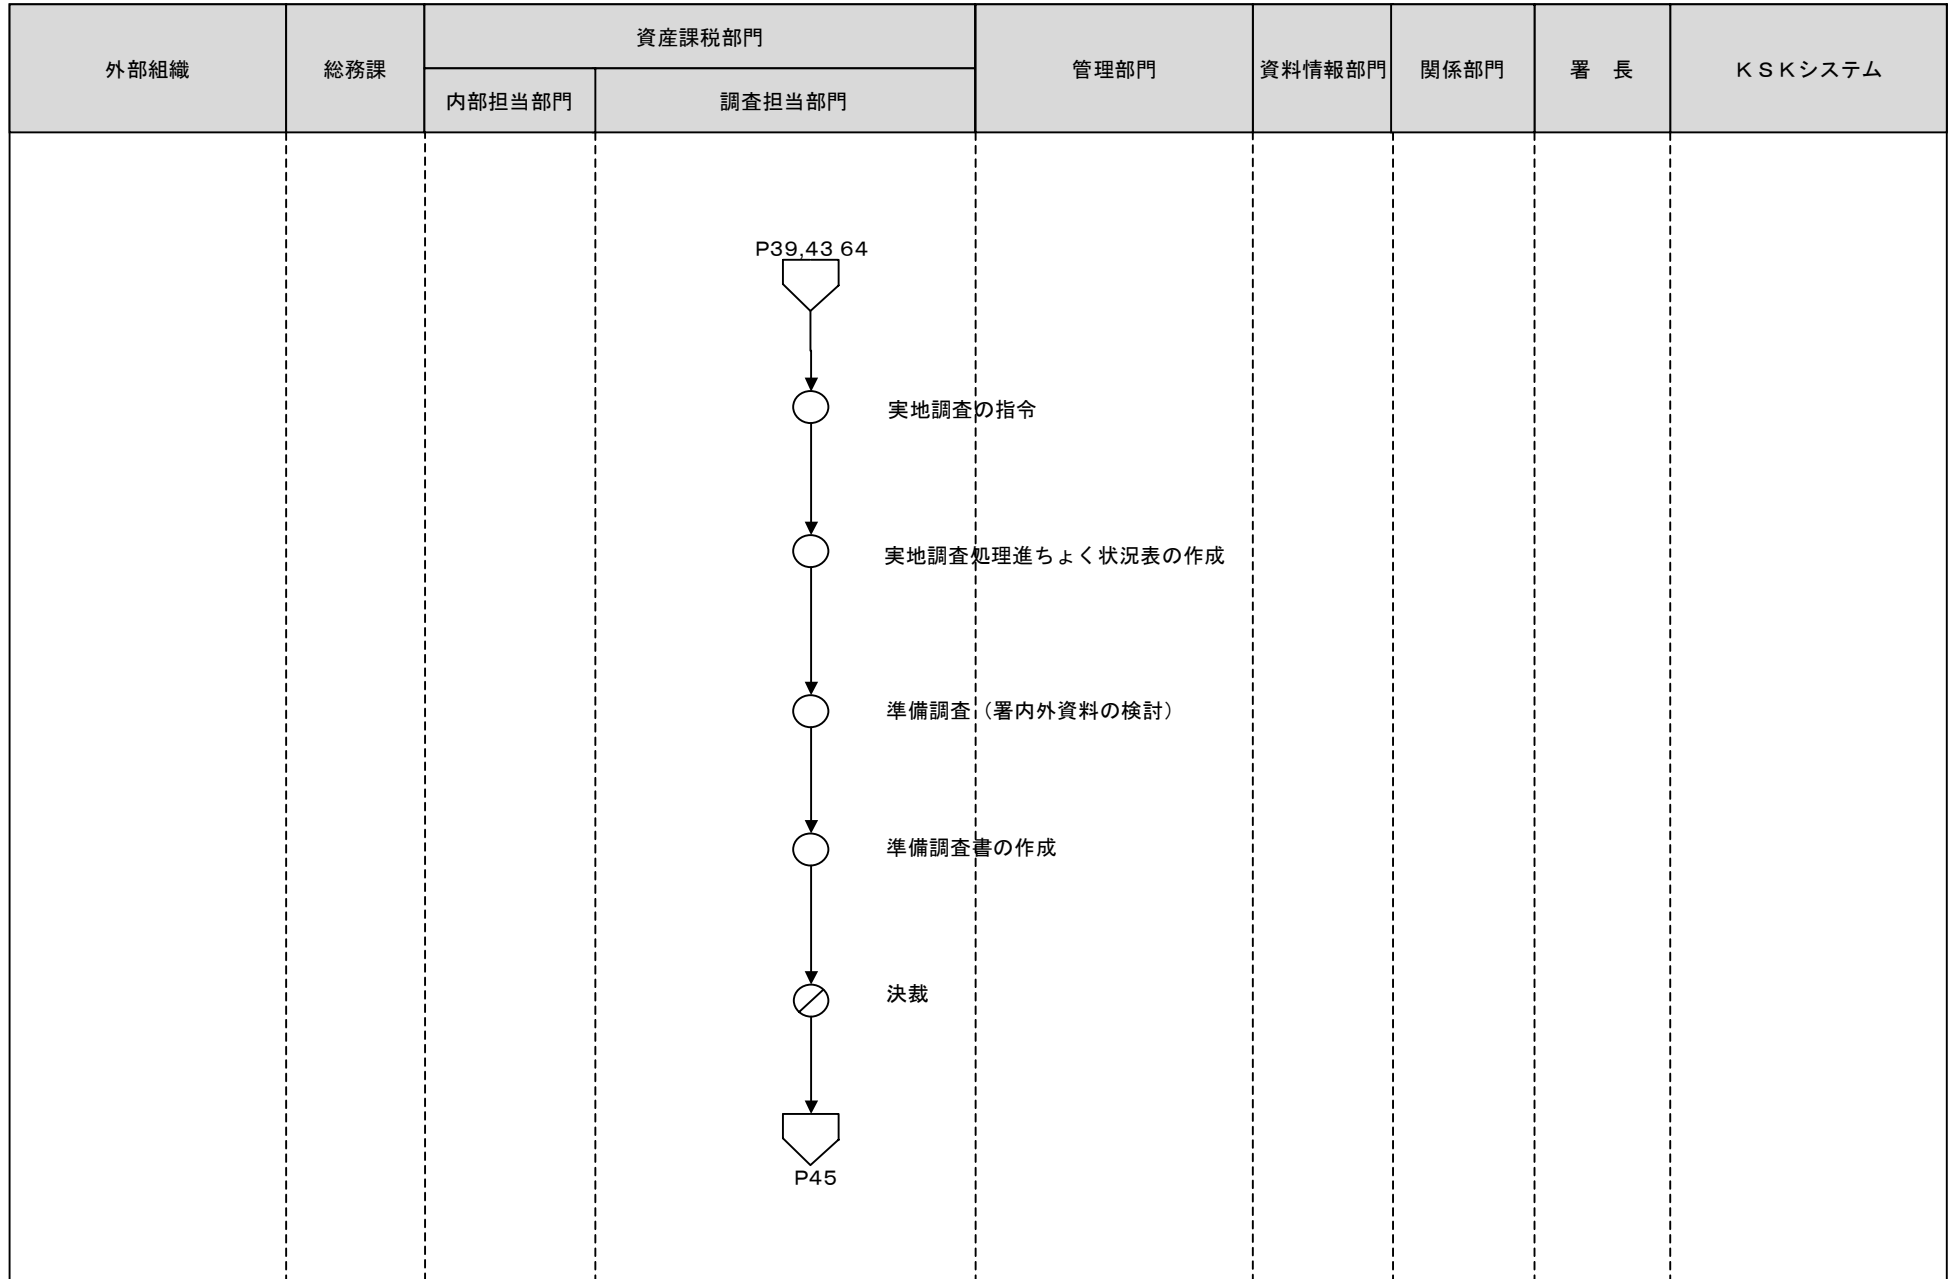 外部組織
総務課
資産課税部門
内部担当部門
調査担当部門
管理部門
資料情報部門
関係部門
署　長
ＫＳＫシステム
P39,43 64
実地調査の指令
実地調査処理進ちょく状況表の作成
準備調査（署内外資料の検討）
準備調査書の作成
決裁
P45